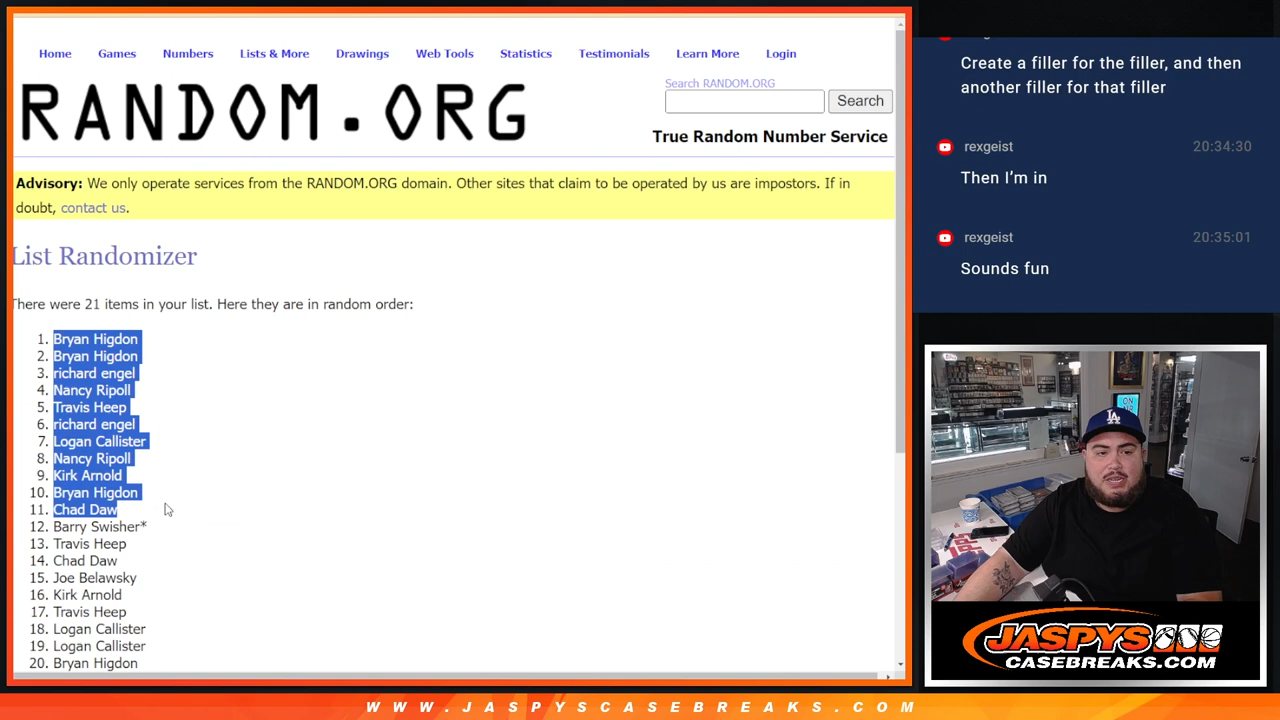 Home Games Numbers Lists & More Drawings Web Tools Statistics Testimonials Learn More Login
RANDOM.ORG
Search RANDOM.ORG
Search
True Random Number Service
Advisory: We only operate services from the RANDOM.ORG domain. Other sites that claim to be operated by us are impostors. If in
doubt, contact us.
List Randomizer
There were 21 items in your list. Here they are in random order:
1. Bryan Higdon
2. Bryan Higdon
3. richard engel
4. Nancy Ripoll
5. Travis Heep
6. richard engel
7. Logan Callister
8. Nancy Ripoll
9. Kirk Arnold
10. Bryan Higdon
11. Chad Daw
12. Barry Swisher*
13. Travis Heep
14. Chad Daw
15. Joe Belawsky
16. Kirk Arnold
17. Travis Heep
18. Logan Callister
19. Logan Callister
20. Bryan Higdon
Create a filler for the filler, and then
another filler for that filler
rexgeist 20:34:30
Then I'm in
rexgeist 20:35:01
Sounds fun
LA
JASPYS
CASEBREAKS.COM
WWW.JASPYSCASEBREAKS.COM